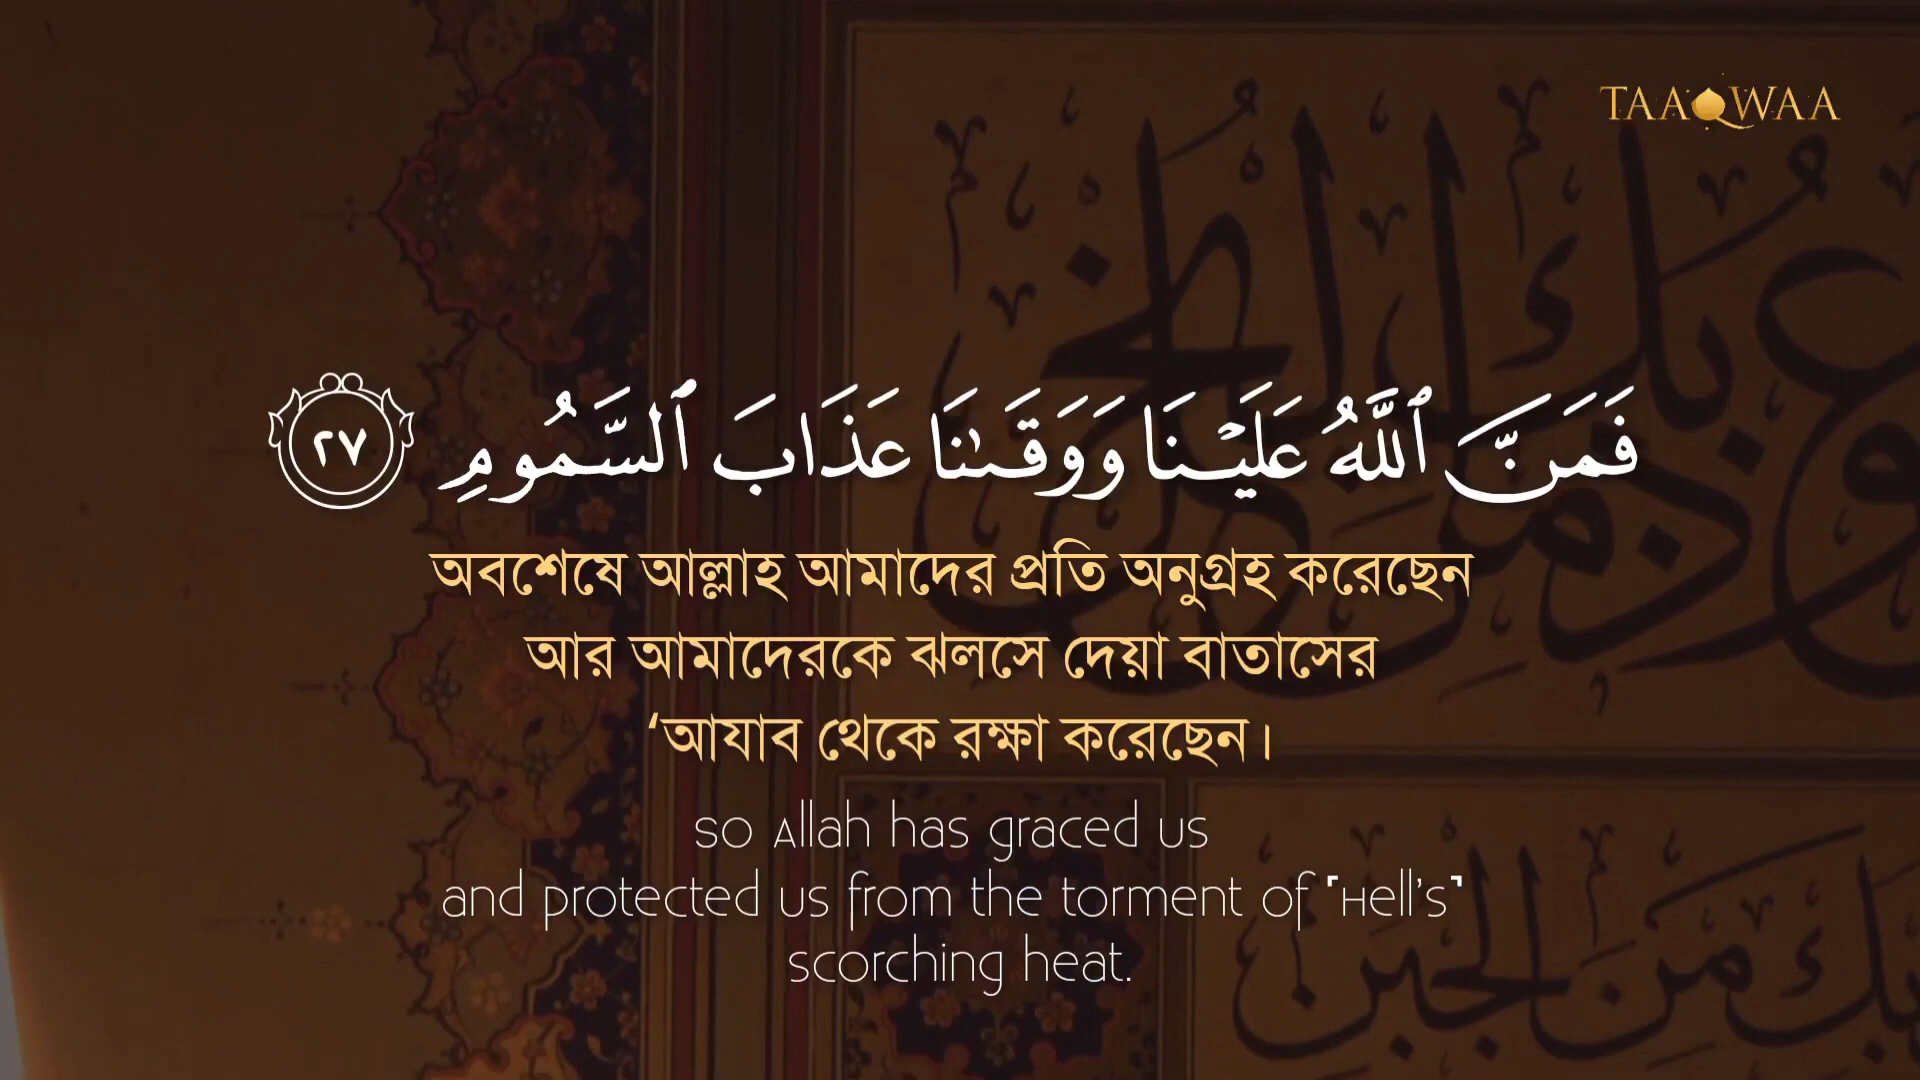 TAAQWAA
فَمَنَّ ٱللَّهُ عَلَيْنَا وَوَقَىٰنَا عَذَابَ ٱلسَّمُومِ ٢٧
অবশেষে আল্লাহ আমাদের প্রতি অনুগ্রহ করেছেন
আর আমাদেরকে ঝলসে দেয়া বাতাসের
‘আযাব থেকে রক্ষা করেছেন।
so Allah has graced us
and protected us from the torment of ˹Hell’s˺
scorching heat.